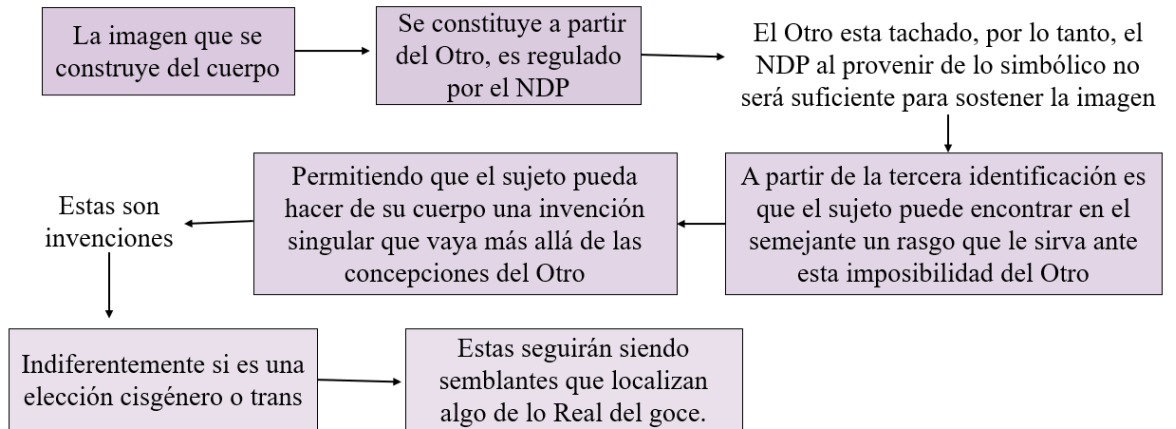 La imagen que se
construye del cuerpo
Se constituye a partir
del Otro, es regulado
por el NDP
El Otro esta tachado, por lo tanto, el
NDP al provenir de lo simbólico no
será suficiente para sostener la imagen
A partir de la tercera identificación es
que el sujeto puede encontrar en el
semejante un rasgo que le sirva ante
esta imposibilidad del Otro
Permitiendo que el sujeto pueda
hacer de su cuerpo una invención
singular que vaya más allá de las
concepciones del Otro
Estas son
invenciones
Indiferentemente si es una
elección cisgénero o trans
Estas seguirán siendo
semblantes que localizan
algo de lo Real del goce.